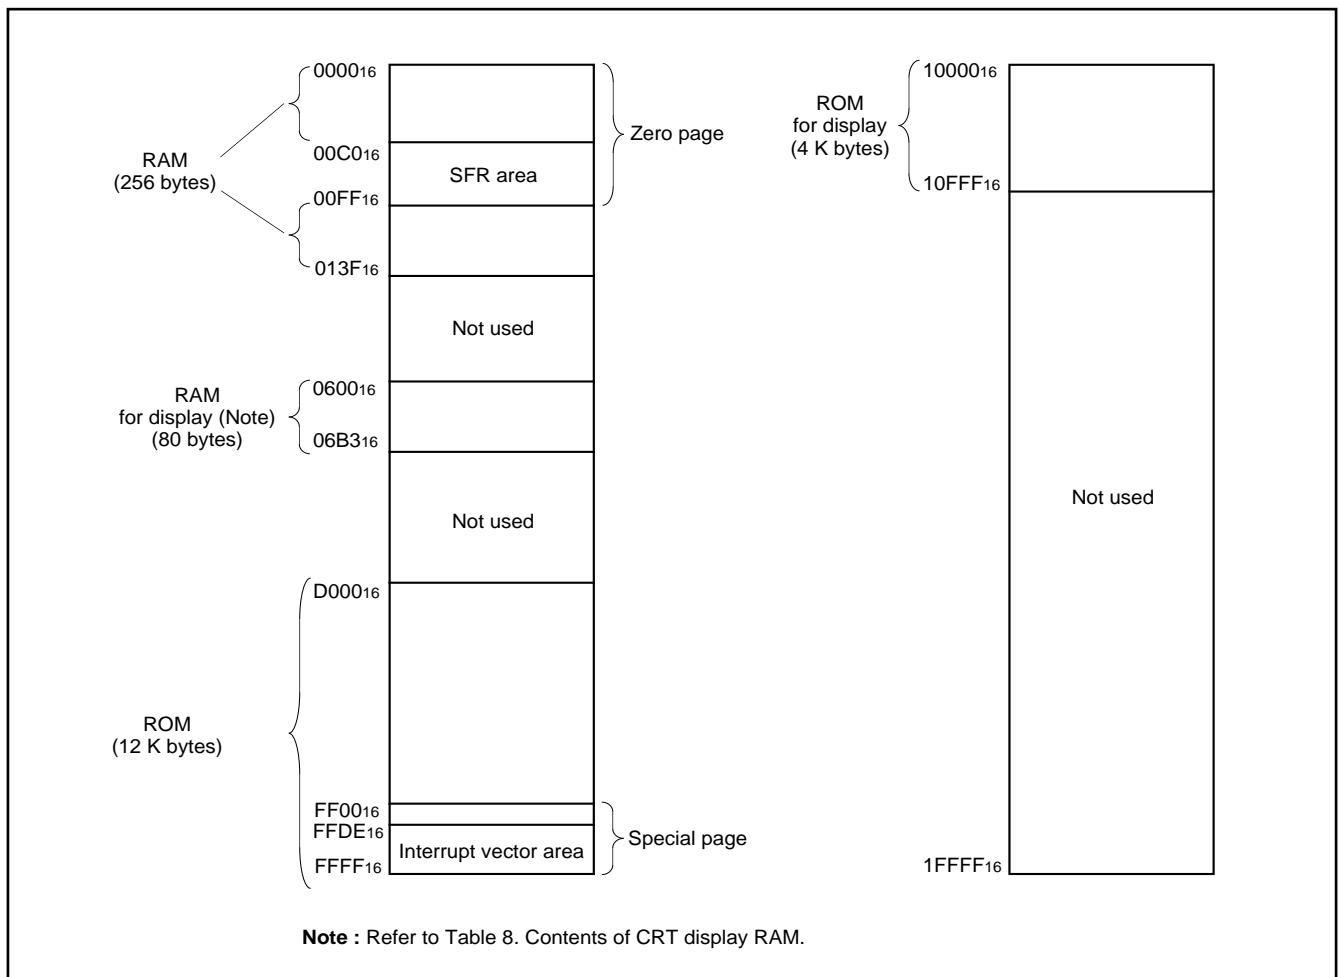 0000₁₆
RAM
(256 bytes)
00C0₁₆
SFR area
00FF₁₆
013F₁₆
Zero page
Not used
RAM
for display (Note)
(80 bytes)
0600₁₆
06B3₁₆
Not used
ROM
(12 K bytes)
D000₁₆
FF00₁₆
FFDE₁₆
Interrupt vector area
FFFF₁₆
Special page
ROM
for display
(4 K bytes)
10000₁₆
10FFF₁₆
Not used
1FFFF₁₆
Note : Refer to Table 8. Contents of CRT display RAM.